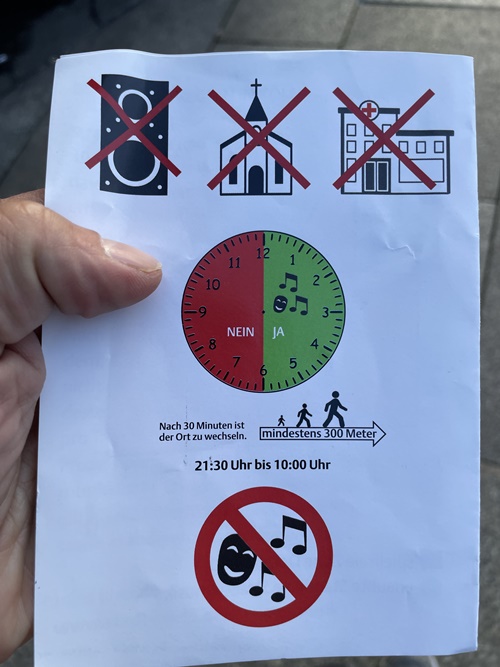 12
1
2
3
4
5
6
7
8
9
10
11
NEIN JA
Nach 30 Minuten ist
der Ort zu wechseln.
mindestens 300 Meter
21:30 Uhr bis 10:00 Uhr